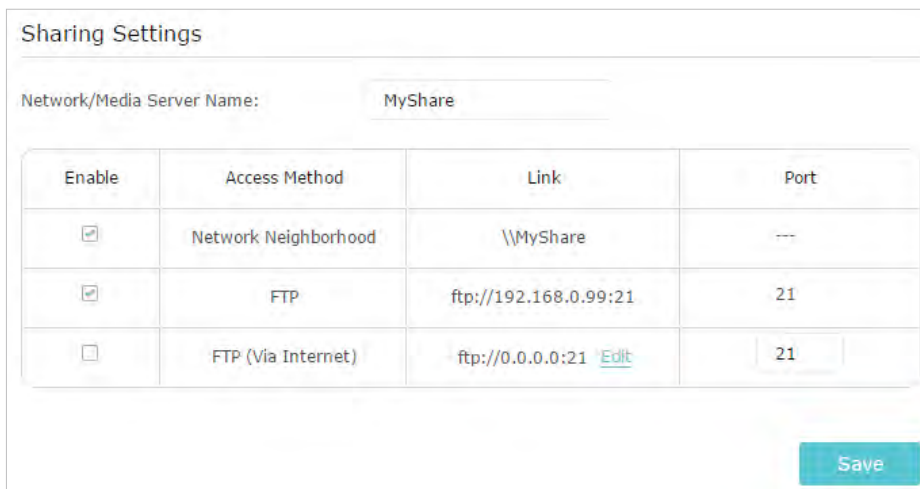 Sharing Settings
Network/Media Server Name: MyShare
Enable Access Method Link Port
Network Neighborhood \\MyShare ---
FTP ftp://192.168.0.99:21 21
FTP (Via Internet) ftp://0.0.0.0:21 Edit 21
Save